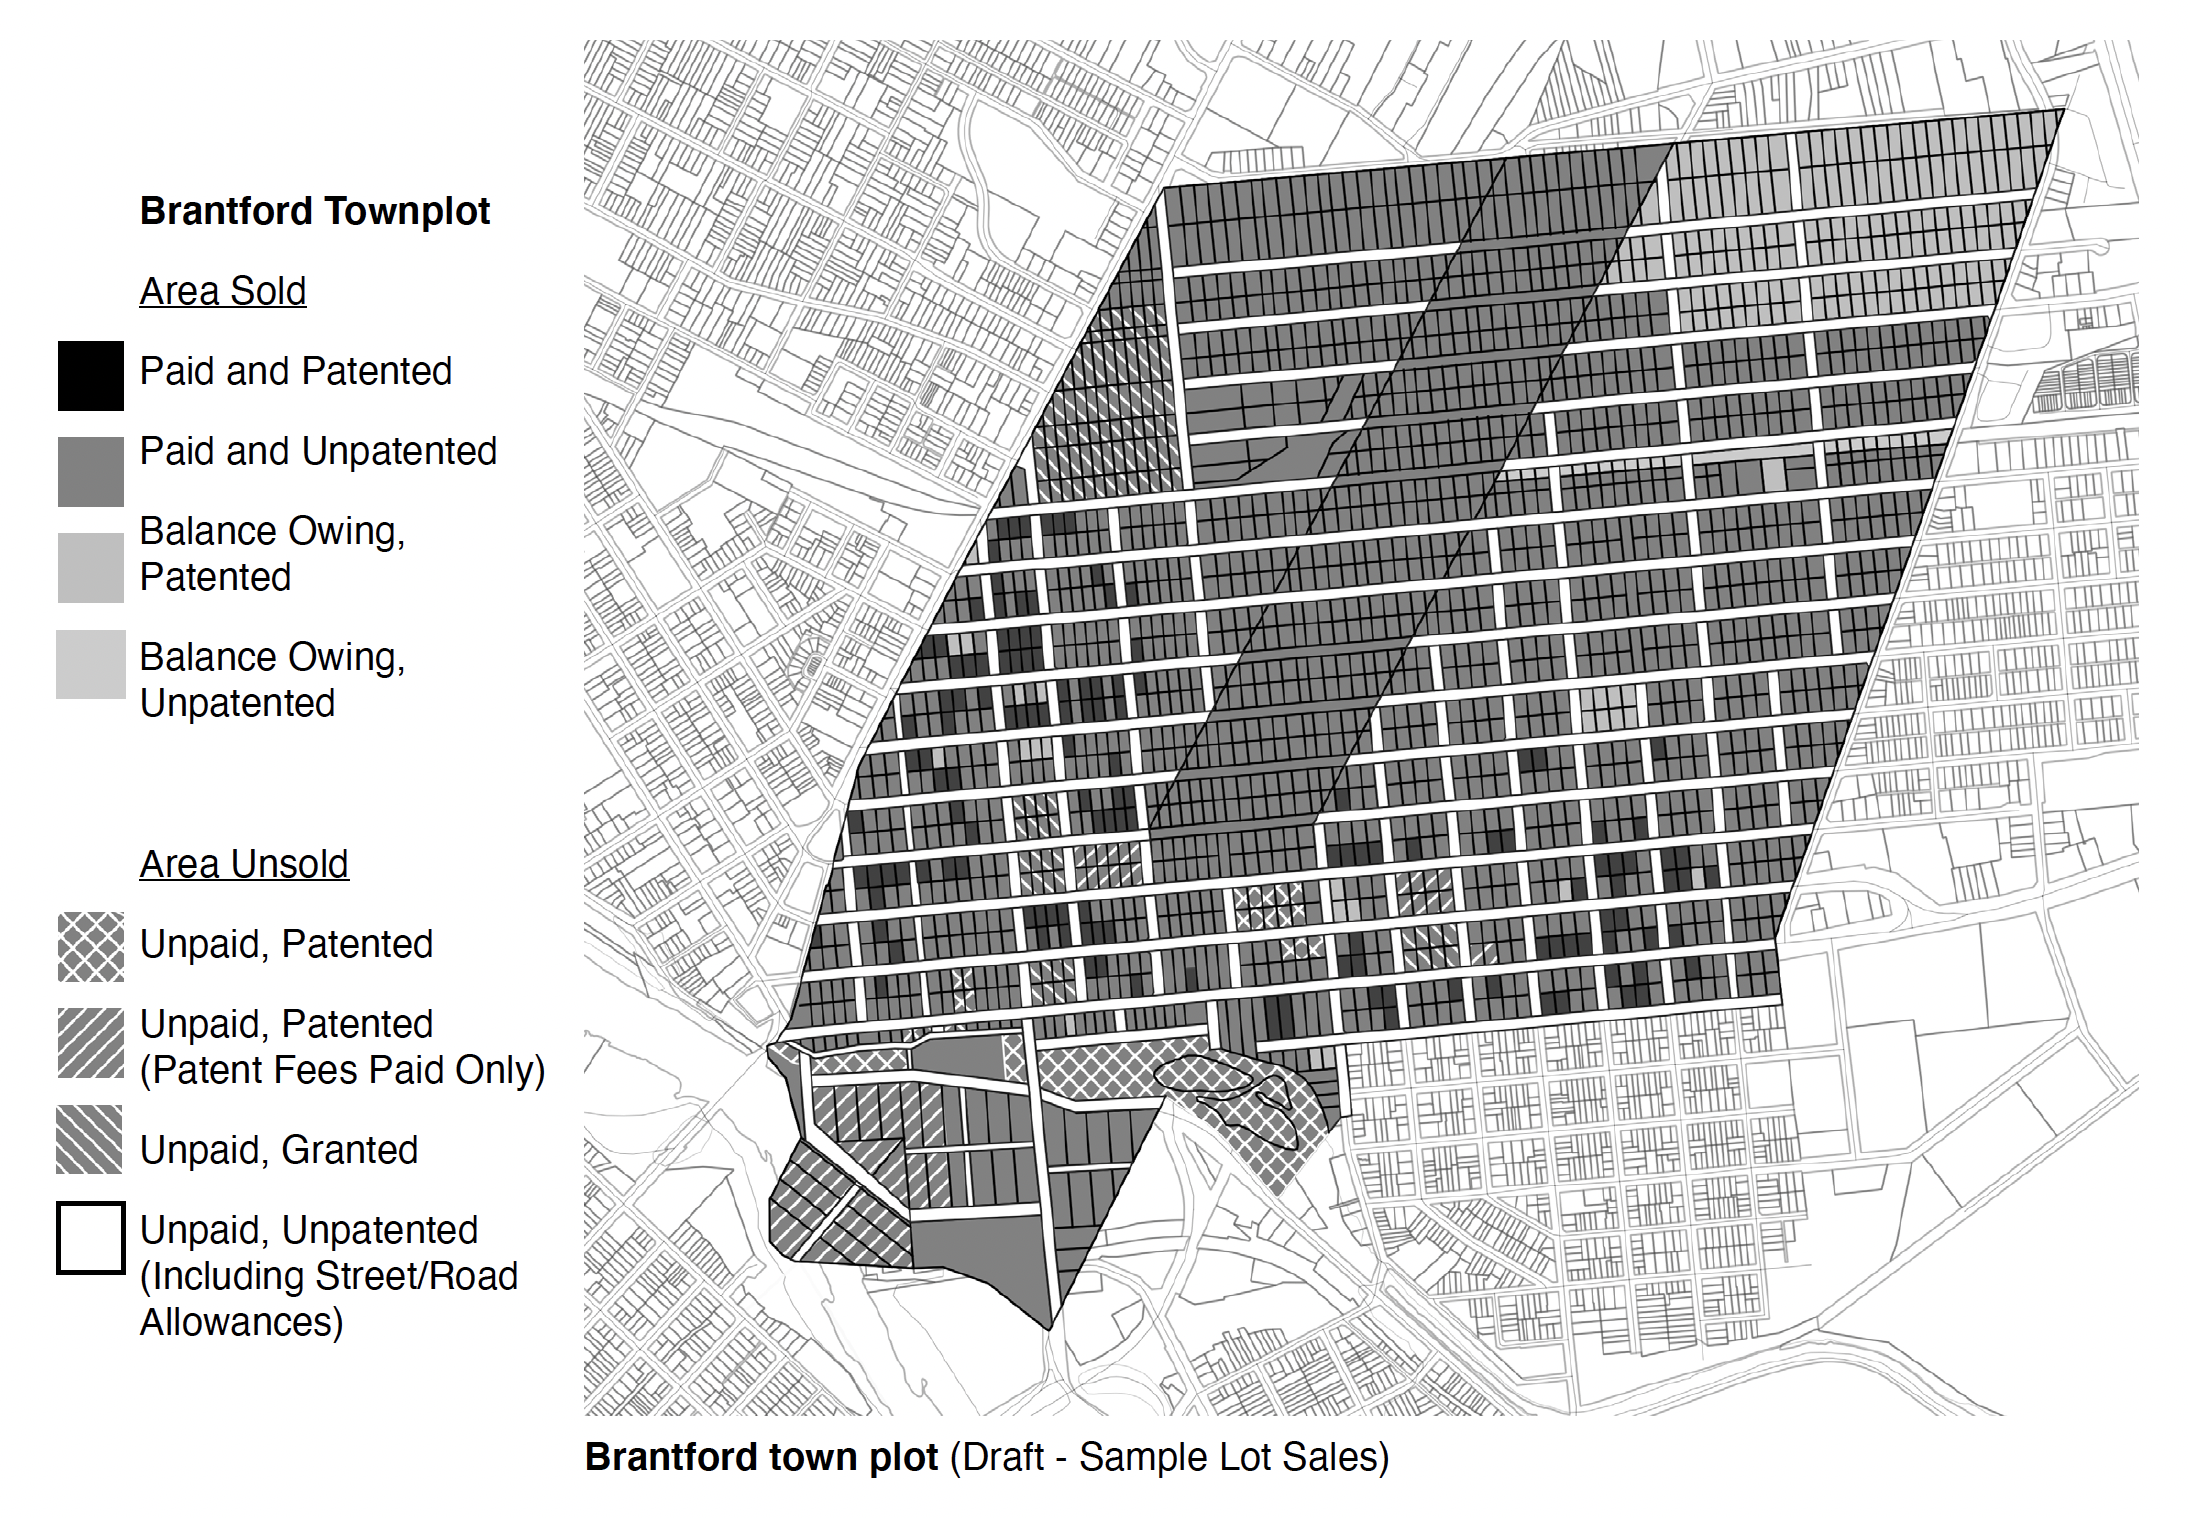 Brantford Townplot
Area Sold
Paid and Patented
Paid and Unpatented
Balance Owing,
Patented
Balance Owing,
Unpatented
Area Unsold
Unpaid, Patented
Unpaid, Patented
(Patent Fees Paid Only)
Unpaid, Granted
Unpaid, Unpatented
(Including Street/Road
Allowances)
Brantford town plot (Draft - Sample Lot Sales)